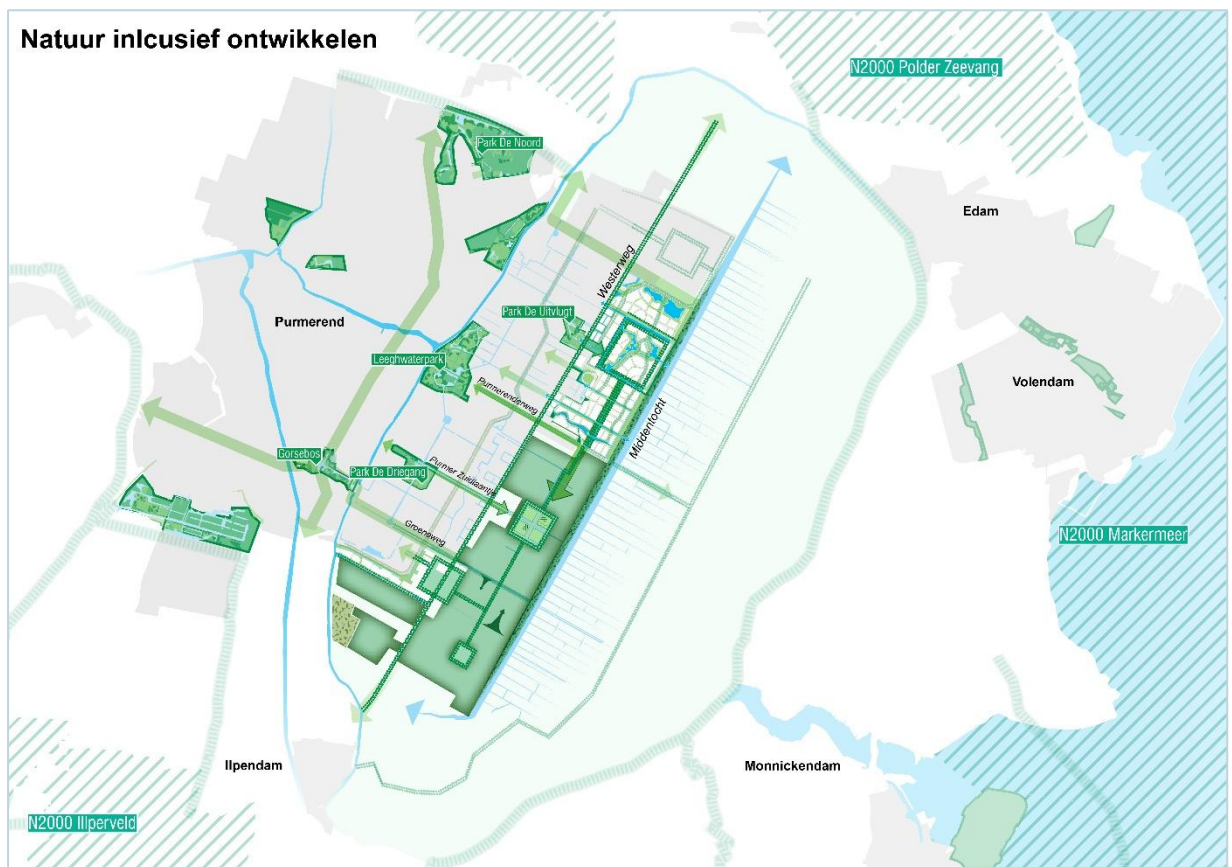 Natuur inlcusief ontwikkelen
N2000 Polder Zeevang
Park De Noord
Edam
Westerweg
Purmerend
Park De Uitvlugt
Leeghwaterpark
Purmerenderweg
Volendam
Middentocht
Gorsebos
Park De Driegang
Purmer Zuidlaantje
Groeneweg
N2000 Markermeer
Ilpendam
Monnickendam
N2000 Illperveld